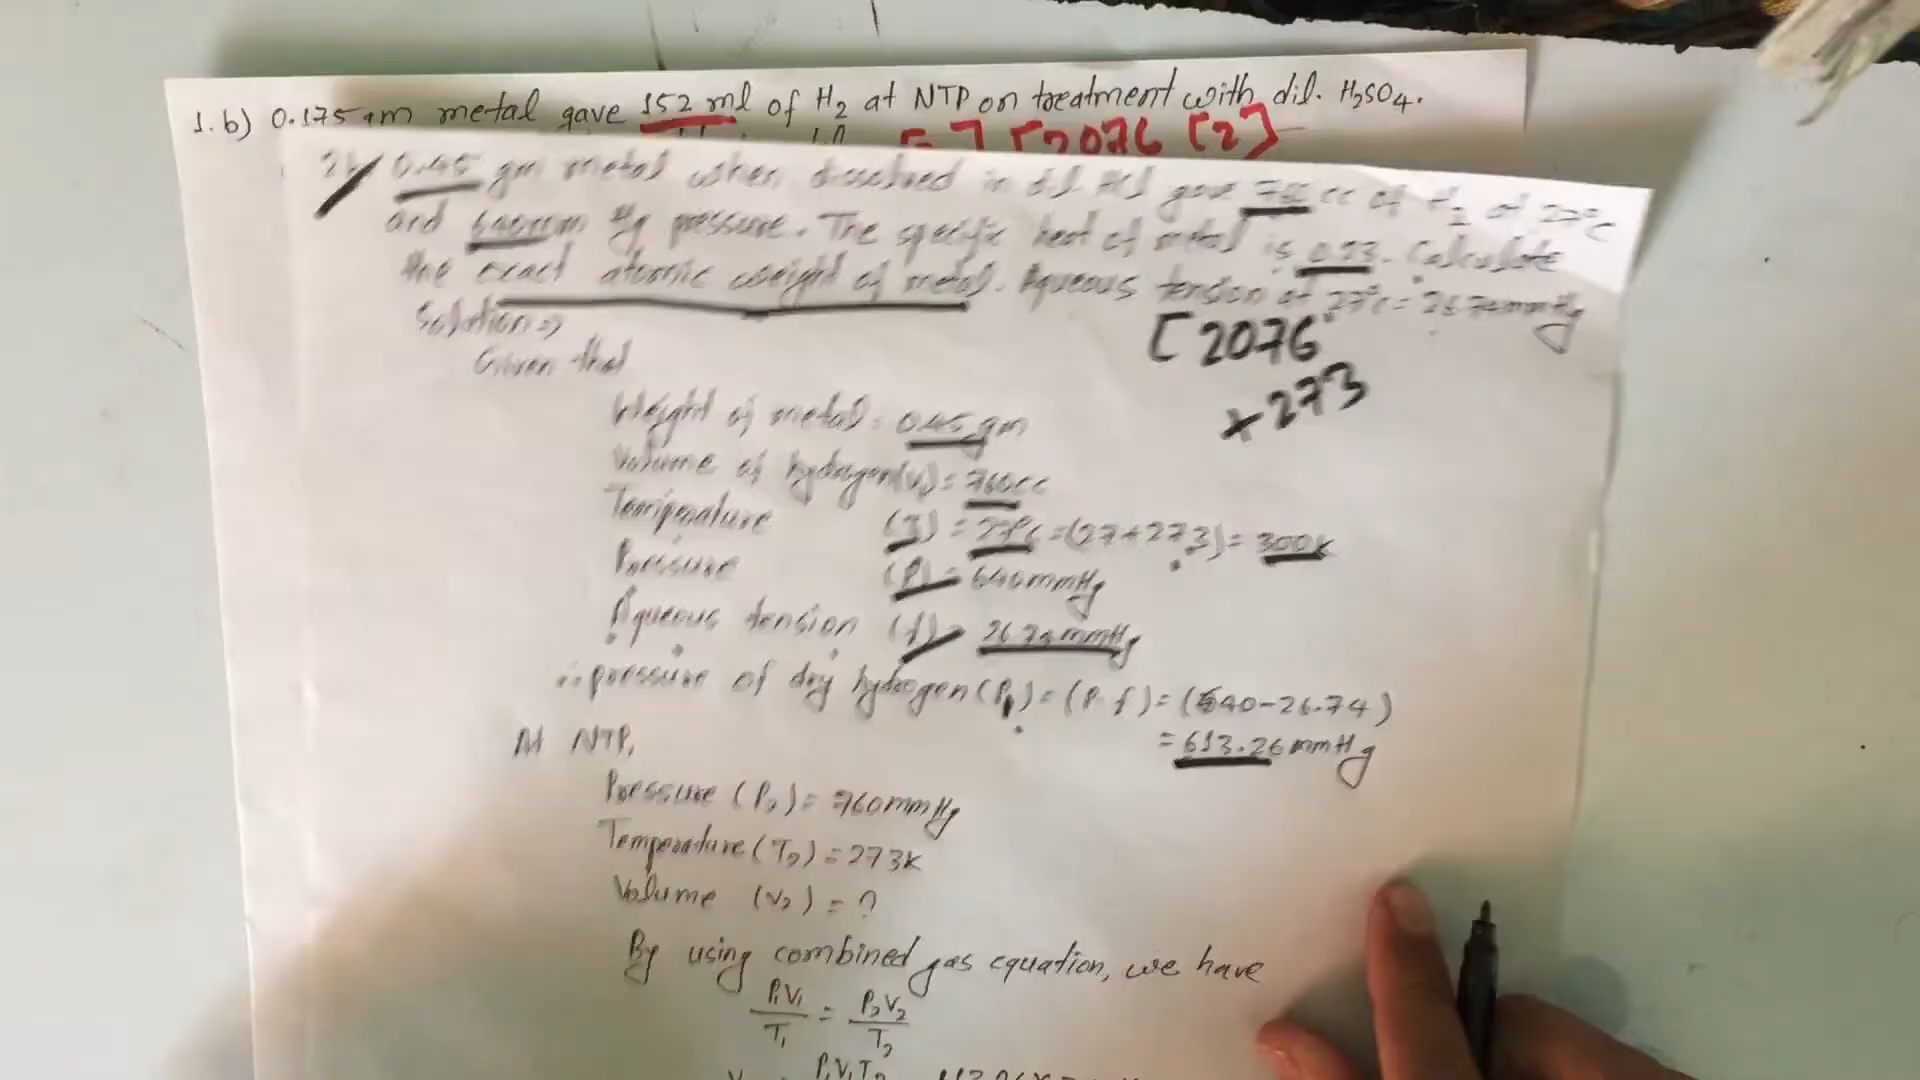 1.b) 0.175 gm metal gave 152 ml of H₂ at NTP on treatment with dil. H₂SO₄.
[2076 [2]
0.45 gm metal when dissolved in dil HCl gave 760 cc of H₂ at 27°C
and 640mm Hg pressure. The specific heat of metal is 0.23. Calculate
the exact atomic weight of metal. Aqueous tension at 27°C = 26.74mmHg
[2076
+273
Solution ⇒
Given that
Weight of metal = 0.45 gm
Volume of hydrogen(V₁) = 760cc
Temperature (T₁) = 27°C = (27+273) = 300K
Pressure (P) = 640mmHg
Aqueous tension (f) = 26.74mmHg
∴ pressure of dry hydrogen (P₁) = (P-f) = (640-26.74)
= 613.26mmHg
At NTP,
Pressure (P₂) = 760mmHg
Temperature (T₂) = 273K
Volume (V₂) = ?
By using combined gas equation, we have
P₁V₁/T₁ = P₂V₂/T₂
P₁V₁T₂